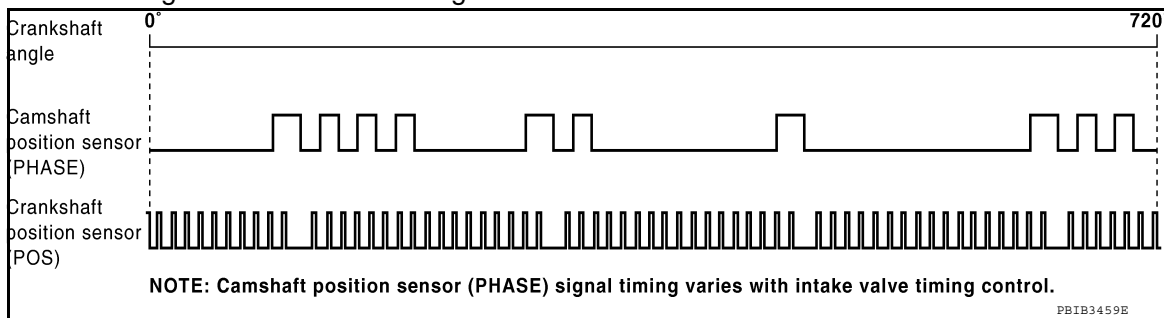 Crankshaft
angle
0°
720
Camshaft
position sensor
(PHASE)
Crankshaft
position sensor
(POS)
NOTE: Camshaft position sensor (PHASE) signal timing varies with intake valve timing control.
PBIB3459E